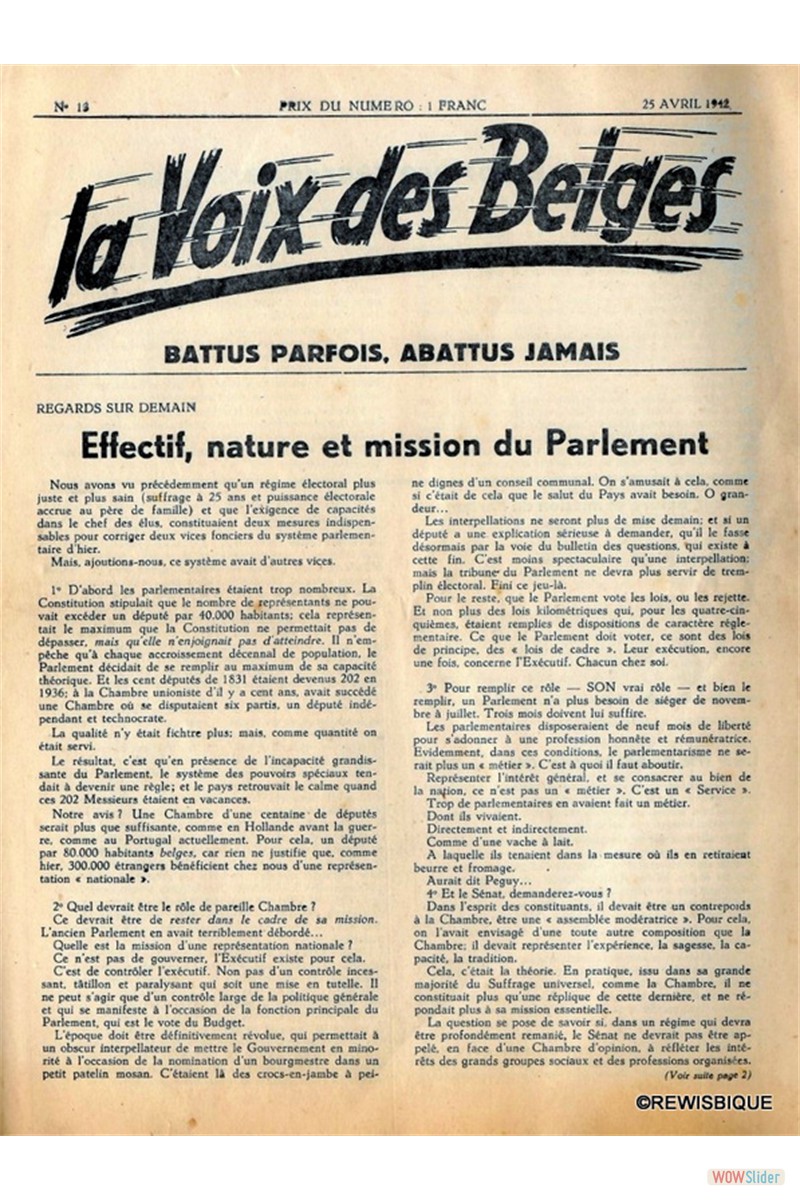 N° 13
PRIX DU NUMERO : 1 FRANC
25 AVRIL 1942
la Voix des Belges
BATTUS PARFOIS, ABATTUS JAMAIS
REGARDS SUR DEMAIN
Effectif, nature et mission du Parlement
Nous avons vu précédemment qu'un régime électoral plus
juste et plus sain (suffrage à 25 ans et puissance électorale
accrue au père de famille) et que l'exigence de capacités
dans le chef des élus, constituaient deux mesures indispen-
sables pour corriger deux vices fonciers du système parlemen-
taire d'hier.
Mais, ajoutions-nous, ce système avait d'autres vices.
1° D'abord les parlementaires étaient trop nombreux. La
Constitution stipulait que le nombre de représentants ne pou-
vait excéder un député par 40.000 habitants; cela représen-
tait le maximum que la Constitution ne permettait pas de
dépasser, mais qu'elle n'enjoignait pas d'atteindre. Il n'em-
pêche qu'à chaque accroissement décennal de population, le
Parlement décidait de se remplir au maximum de sa capacité
théorique. Et les cent députés de 1831 étaient devenus 202 en
1936; à la Chambre unioniste d'il y a cent ans, avait succédé
une Chambre où se disputaient six partis, un député indé-
pendant et technocrate.
La qualité n'y était fichtre plus; mais, comme quantité on
était servi.
Le résultat, c'est qu'en présence de l'incapacité grandis-
sante du Parlement, le système des pouvoirs spéciaux ten-
dait à devenir une règle; et le pays retrouvait le calme quand
ces 202 Messieurs étaient en vacances.
Notre avis ? Une Chambre d'une centaine de députés
serait plus que suffisante, comme en Hollande avant la guer-
re, comme au Portugal actuellement. Pour cela, un député
par 80.000 habitants belges, car rien ne justifie que, comme
hier, 300.000 étrangers bénéficient chez nous d'une représen-
tation « nationale ».
2° Quel devrait être le rôle de pareille Chambre ?
Ce devrait être de rester dans le cadre de sa mission.
L'ancien Parlement en avait terriblement débordé...
Quelle est la mission d'une représentation nationale ?
Ce n'est pas de gouverner, l'Exécutif existe pour cela.
C'est de contrôler l'exécutif. Non pas d'un contrôle inces-
sant, tâtillon et paralysant qui soit une mise en tutelle. Il
ne peut s'agir que d'un contrôle large de la politique générale
et qui se manifeste à l'occasion de la fonction principale du
Parlement, qui est le vote du Budget.
L'époque doit être définitivement révolue, qui permettait à
un obscur interpellateur de mettre le Gouvernement en mino-
rité à l'occasion de la nomination d'un bourgmestre dans un
petit patelin mosan. C'étaient là des crocs-en-jambe à pei-
ne dignes d'un conseil communal. On s'amusait à cela, comme
si c'était de cela que le salut du Pays avait besoin. O gran-
deur...
Les interpellations ne seront plus de mise demain; et si un
député a une explication sérieuse à demander, qu'il le fasse
désormais par la voie du bulletin des questions, qui existe à
cette fin. C'est moins spectaculaire qu'une interpellation;
mais la tribune du Parlement ne devra plus servir de trem-
plin électoral. Fini ce jeu-là.
Pour le reste, que le Parlement vote les lois, ou les rejette.
Et non plus des lois kilométriques qui, pour les quatre-cin-
quièmes, étaient remplies de dispositions de caractère régle-
mentaire. Ce que le Parlement doit voter, ce sont des lois
de principe, des « lois de cadre ». Leur exécution, encore
une fois, concerne l'Exécutif. Chacun chez soi.
3° Pour remplir ce rôle — SON vrai rôle — et bien le
remplir, un Parlement n'a plus besoin de siéger de novem-
bre à juillet. Trois mois doivent lui suffire.
Les parlementaires disposeraient de neuf mois de liberté
pour s'adonner à une profession honnête et rémunératrice.
Evidemment, dans ces conditions, le parlementarisme ne se-
rait plus un « métier ». C'est à quoi il faut aboutir.
Représenter l'intérêt général, et se consacrer au bien de
la nation, ce n'est pas un « métier ». C'est un « Service ».
Trop de parlementaires en avaient fait un métier.
Dont ils vivaient.
Directement et indirectement.
Comme d'une vache à lait.
A laquelle ils tenaient dans la mesure où ils en retiraient
beurre et fromage.
Aurait dit Peguy...
4° Et le Sénat, demanderez-vous ?
Dans l'esprit des constituants, il devait être un contrepoids
à la Chambre, être une « assemblée modératrice ». Pour cela,
on l'avait envisagé d'une toute autre composition que la
Chambre; il devait représenter l'expérience, la sagesse, la ca-
pacité, la tradition.
Cela, c'était la théorie. En pratique, issu dans sa grande
majorité du Suffrage universel, comme la Chambre, il ne
constituait plus qu'une réplique de cette dernière, et ne ré-
pondait plus à sa mission essentielle.
La question se pose de savoir si, dans un régime qui devra
être profondément remanié, le Sénat ne devrait pas être ap-
pelé, en face d'une Chambre d'opinion, à réfléter les inté-
rêts des grands groupes sociaux et des professions organisées.
(Voir suite page 2)
©REWISBIQUE
WOWSlider